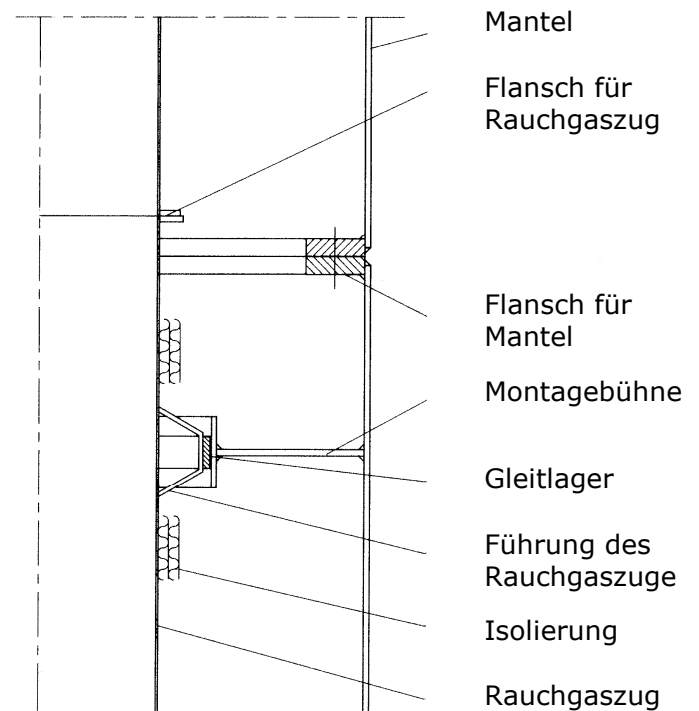 Mantel
Flansch für
Rauchgaszug
Flansch für
Mantel
Montagebühne
Gleitlager
Führung des
Rauchgaszuge
Isolierung
Rauchgaszug